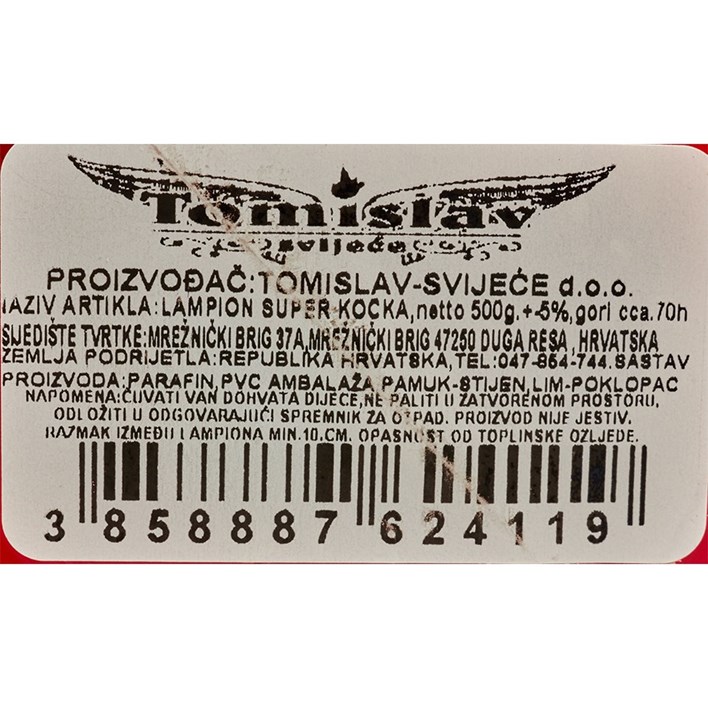 Tomislav
svijeće
PROIZVOĐAČ:TOMISLAV-SVIJEĆE d.o.o.
NAZIV ARTIKLA:LAMPION SUPER-KOCKA,netto 500g.+-5%,gori cca.70h
SJEDIŠTE TVRTKE:MREŽNIČKI BRIG 37A,MREŽNIČKI BRIG 47250 DUGA RESA , HRVATSKA
ZEMLJA PODRIJETLA:REPUBLIKA HRVATSKA,TEL:047-854-744.SASTAV
PROIZVODA:PARAFIN,PVC AMBALAŽA PAMUK-STIJEN,LIM-POKLOPAC
NAPOMENA:ČUVATI VAN DOHVATA DIJECE,NE PALITI U ZATVORENOM PROSTORU,
ODLOŽITI U ODGOVARAJUĆI SPREMNIK ZA OTPAD. PROIZVOD NIJE JESTIV.
RAZMAK IZMEĐU LAMPIONA MIN.10.CM. OPASNOST OD TOPLINSKE OZLJEDE.
3 858887 624119